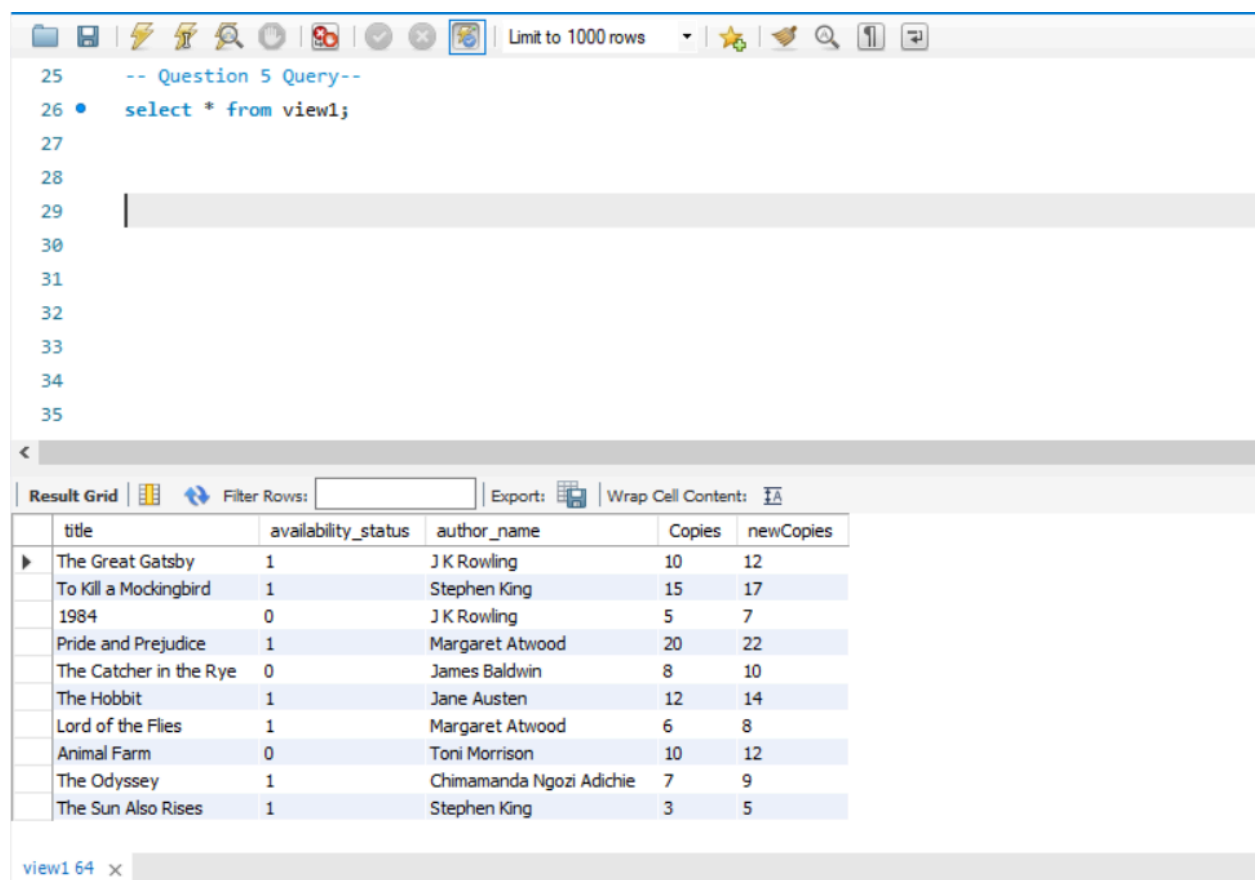 Limit to 1000 rows
25 -- Question 5 Query--
26 select * from view1;
27
28
29
30
31
32
33
34
35
Result Grid Filter Rows: Export: Wrap Cell Content: IA
title availability_status author_name Copies newCopies
The Great Gatsby 1 J K Rowling 10 12
To Kill a Mockingbird 1 Stephen King 15 17
1984 0 J K Rowling 5 7
Pride and Prejudice 1 Margaret Atwood 20 22
The Catcher in the Rye 0 James Baldwin 8 10
The Hobbit 1 Jane Austen 12 14
Lord of the Flies 1 Margaret Atwood 6 8
Animal Farm 0 Toni Morrison 10 12
The Odyssey 1 Chimamanda Ngozi Adichie 7 9
The Sun Also Rises 1 Stephen King 3 5
view1 64